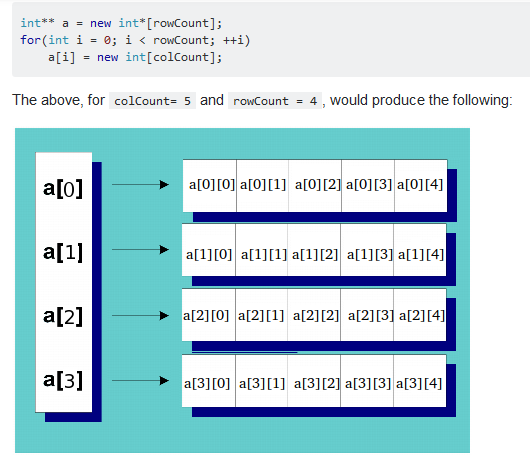 int** a = new int*[rowCount];
for(int i = 0; i < rowCount; ++i)
    a[i] = new int[colCount];
The above, for colCount= 5 and rowCount = 4 , would produce the following:
a[0] a[0][0] a[0][1] a[0][2] a[0][3] a[0][4]
a[1] a[1][0] a[1][1] a[1][2] a[1][3] a[1][4]
a[2] a[2][0] a[2][1] a[2][2] a[2][3] a[2][4]
a[3] a[3][0] a[3][1] a[3][2] a[3][3] a[3][4]